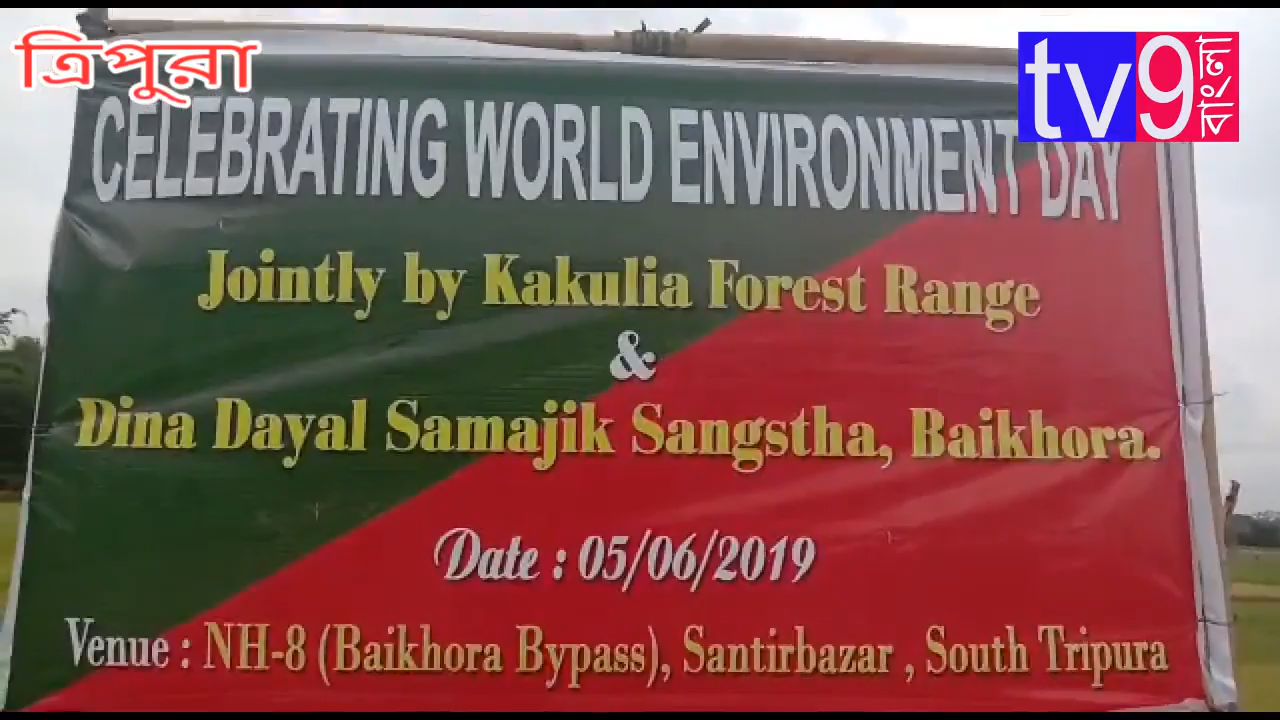 ত্রিপুরা
tv9 বাংলা
CELEBRATING WORLD ENVIRONMENT DAY
Jointly by Kakulia Forest Range
&
Dina Dayal Samajik Sangstha, Baikhora.
Date : 05/06/2019
Venue : NH-8 (Baikhora Bypass), Santirbazar , South Tripura